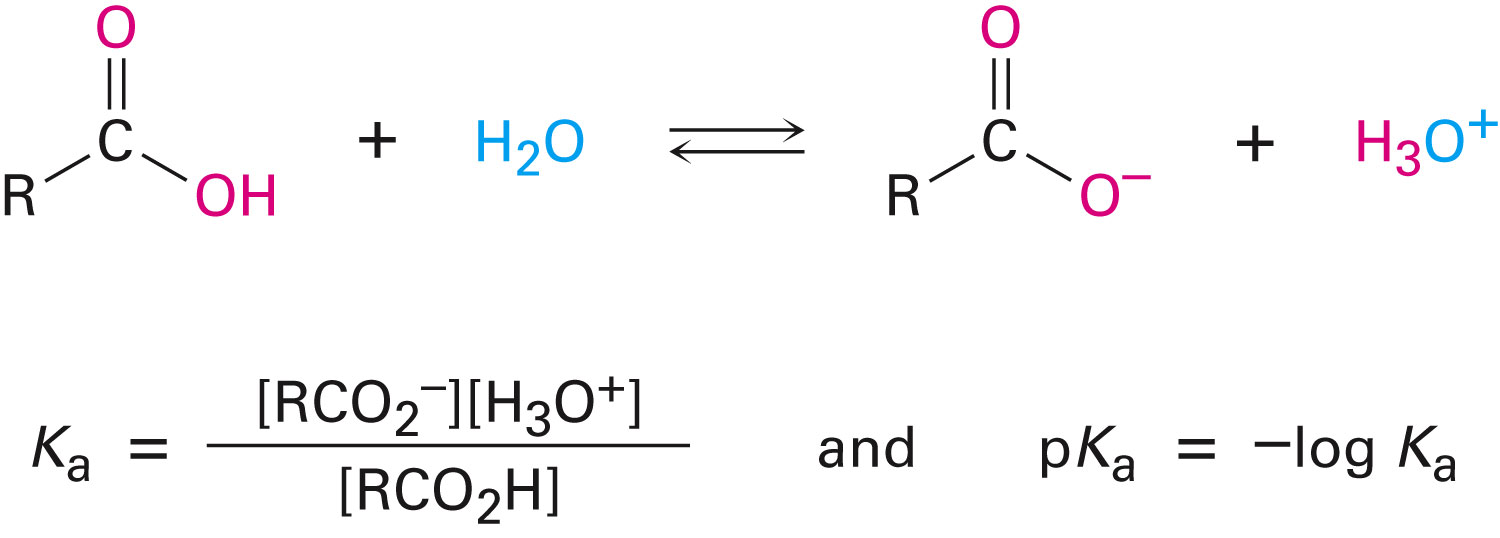 O O
C + H₂O ⇌ C + H₃O⁺
R OH R O⁻
Kₐ = [RCO₂⁻][H₃O⁺] / [RCO₂H] and pKₐ = −log Kₐ